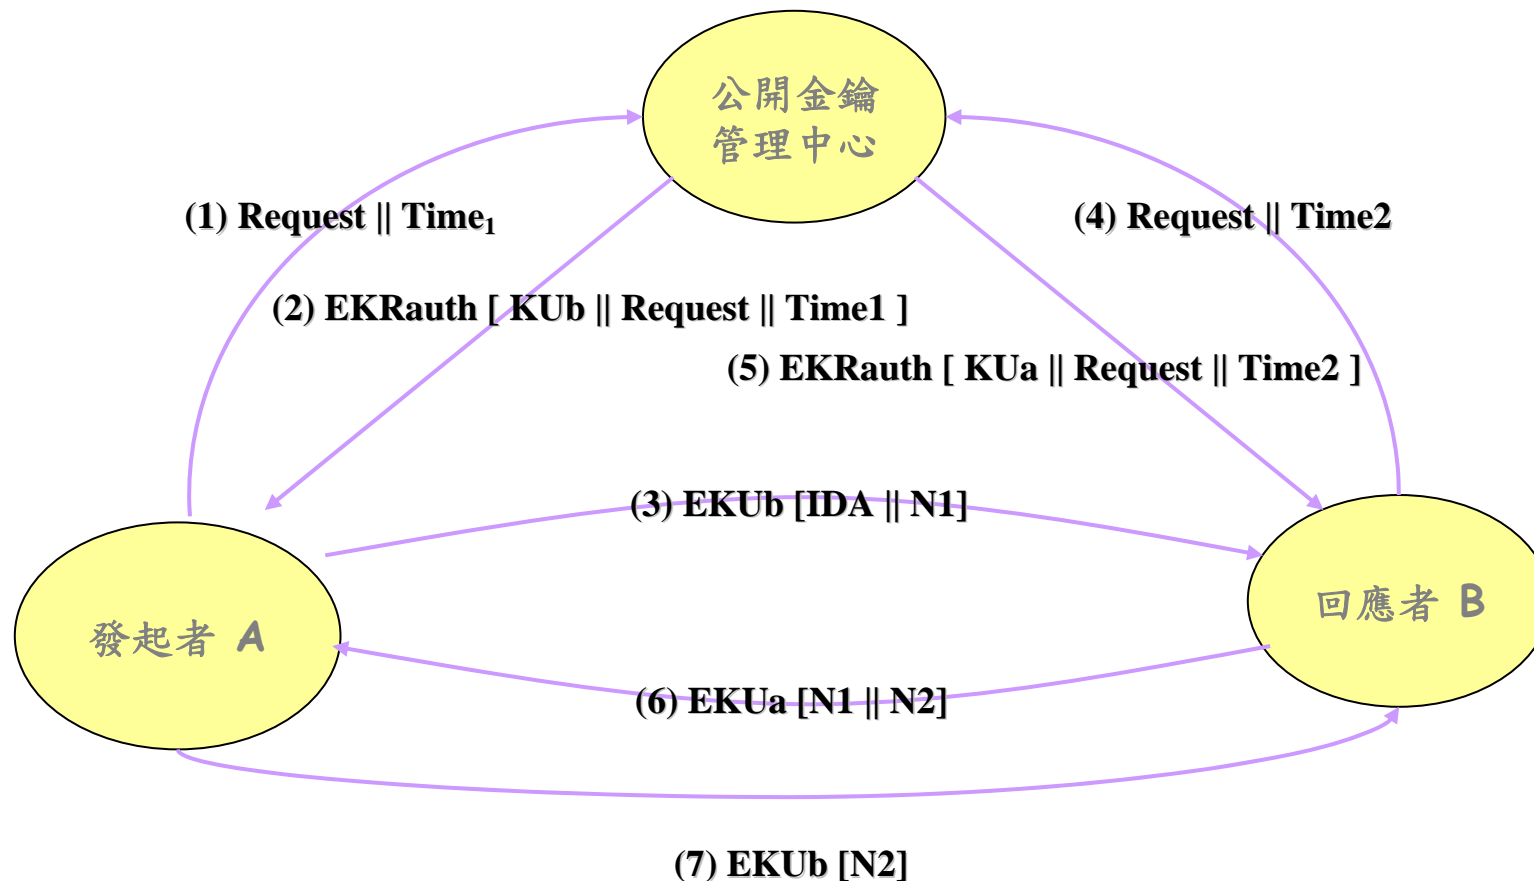 公開金鑰
管理中心
(1) Request || Time₁
(4) Request || Time2
(2) EKRauth [ KUb || Request || Time1 ]
(5) EKRauth [ KUa || Request || Time2 ]
(3) EKUb [IDA || N1]
發起者 A
回應者 B
(6) EKUa [N1 || N2]
(7) EKUb [N2]